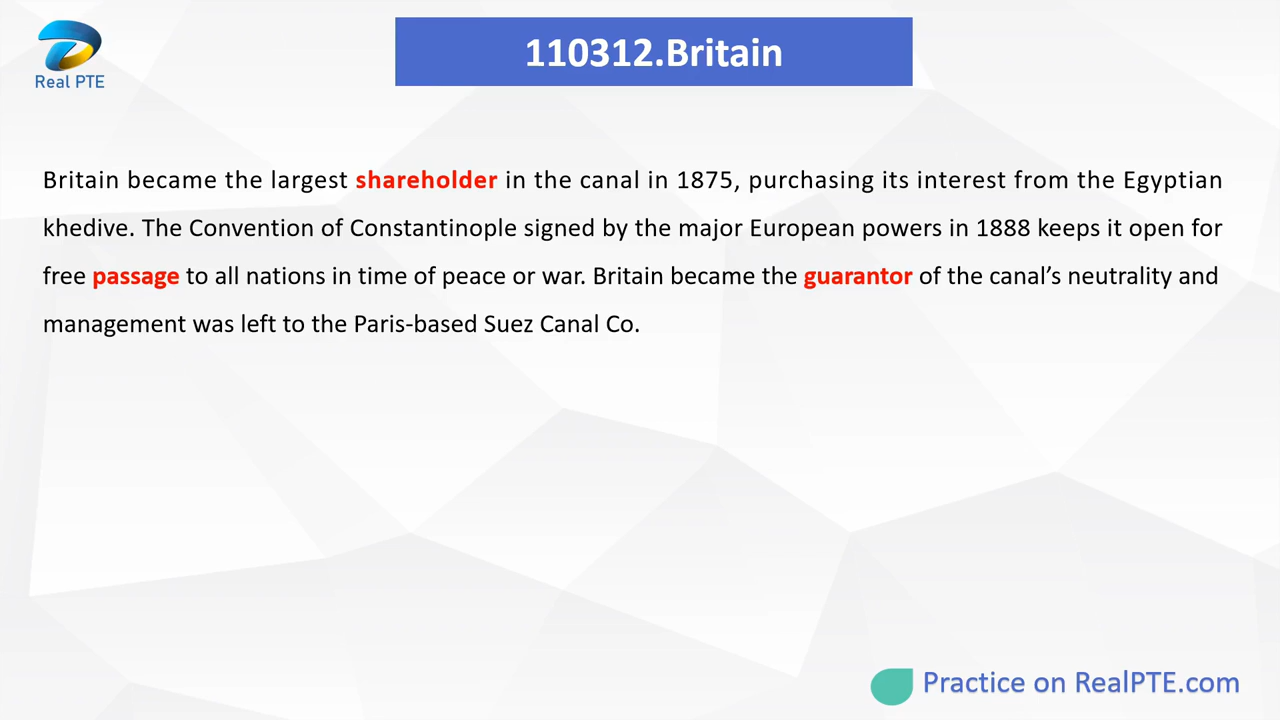 Real PTE
110312.Britain
Britain became the largest shareholder in the canal in 1875, purchasing its interest from the Egyptian
khedive. The Convention of Constantinople signed by the major European powers in 1888 keeps it open for
free passage to all nations in time of peace or war. Britain became the guarantor of the canal’s neutrality and
management was left to the Paris-based Suez Canal Co.
Practice on RealPTE.com